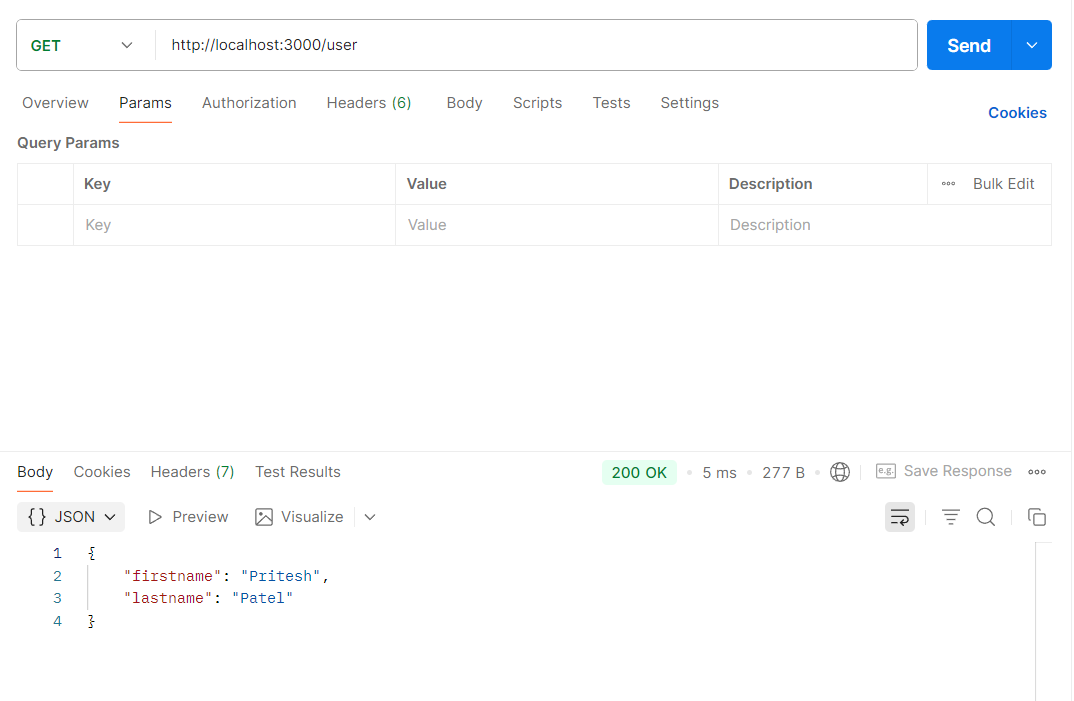 GET http://localhost:3000/user Send
Overview Params Authorization Headers (6) Body Scripts Tests Settings Cookies
Query Params
Key Value Description Bulk Edit
Key Value Description
Body Cookies Headers (7) Test Results 200 OK 5 ms 277 B e.g. Save Response
{} JSON Preview Visualize
1 {
2 "firstname": "Pritesh",
3 "lastname": "Patel"
4 }